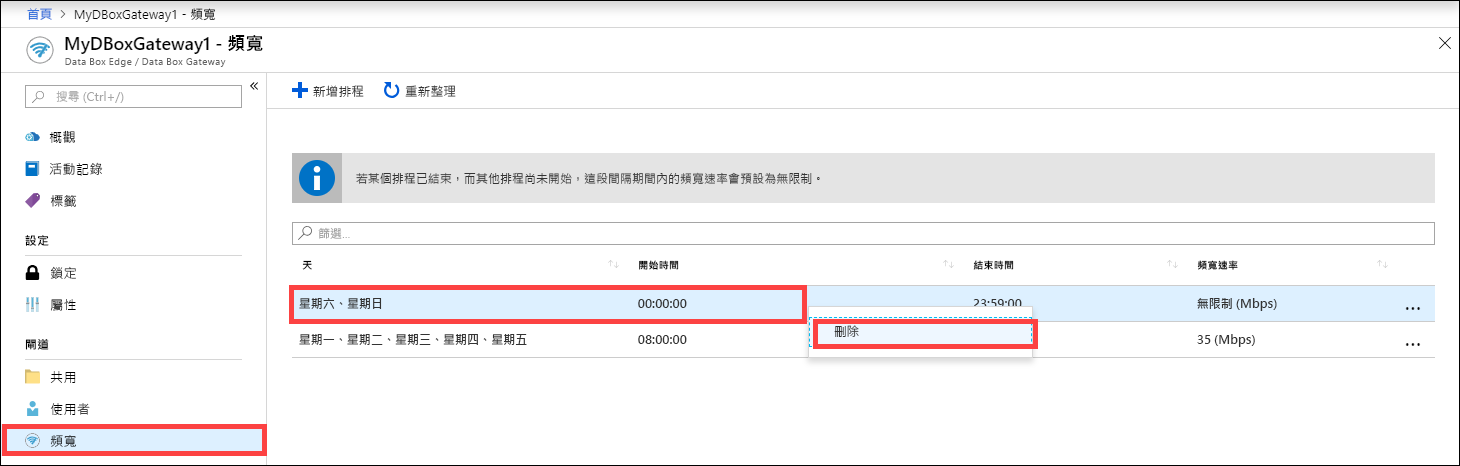 首頁 > MyDBoxGateway1 - 頻寬
MyDBoxGateway1 - 頻寬
Data Box Edge / Data Box Gateway
搜尋 (Ctrl+/)
概觀
活動記錄
標籤
設定
鎖定
屬性
閘道
共用
使用者
頻寬
新增排程 重新整理
若某個排程已結束，而其他排程尚未開始，這段間隔期間內的頻寬速率會預設為無限制。
篩選...
天 開始時間 結束時間 頻寬速率
星期六、星期日 00:00:00 23:59:00 無限制 (Mbps) ...
刪除
星期一、星期二、星期三、星期四、星期五 08:00:00 35 (Mbps) ...